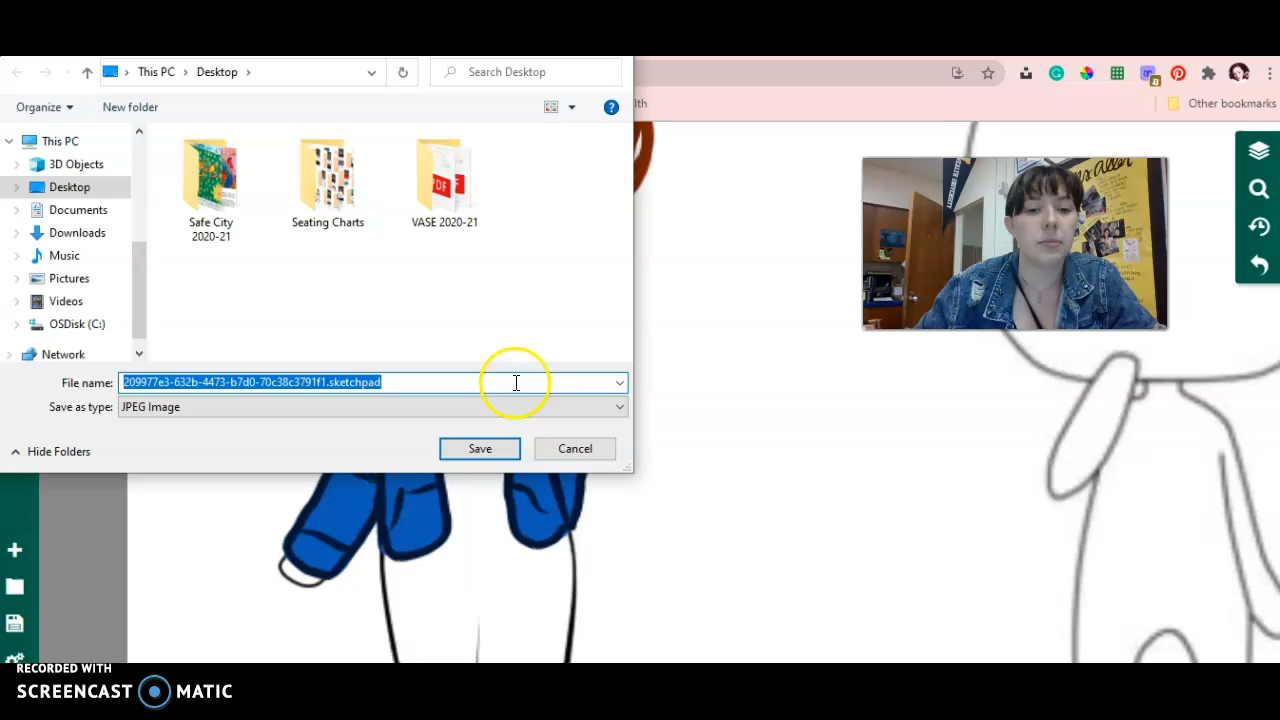 This PC
Desktop
Search Desktop
Organize
New folder
lth
Other bookmarks
This PC
3D Objects
Desktop
Documents
Downloads
Music
Pictures
Videos
OSDisk (C:)
Network
Safe City
2020-21
Seating Charts
VASE 2020-21
File name:
209977e3-632b-4473-b7d0-70c38c3791f1.sketchpad
Save as type:
JPEG Image
Hide Folders
Save
Cancel
RECORDED WITH
SCREENCAST MATIC